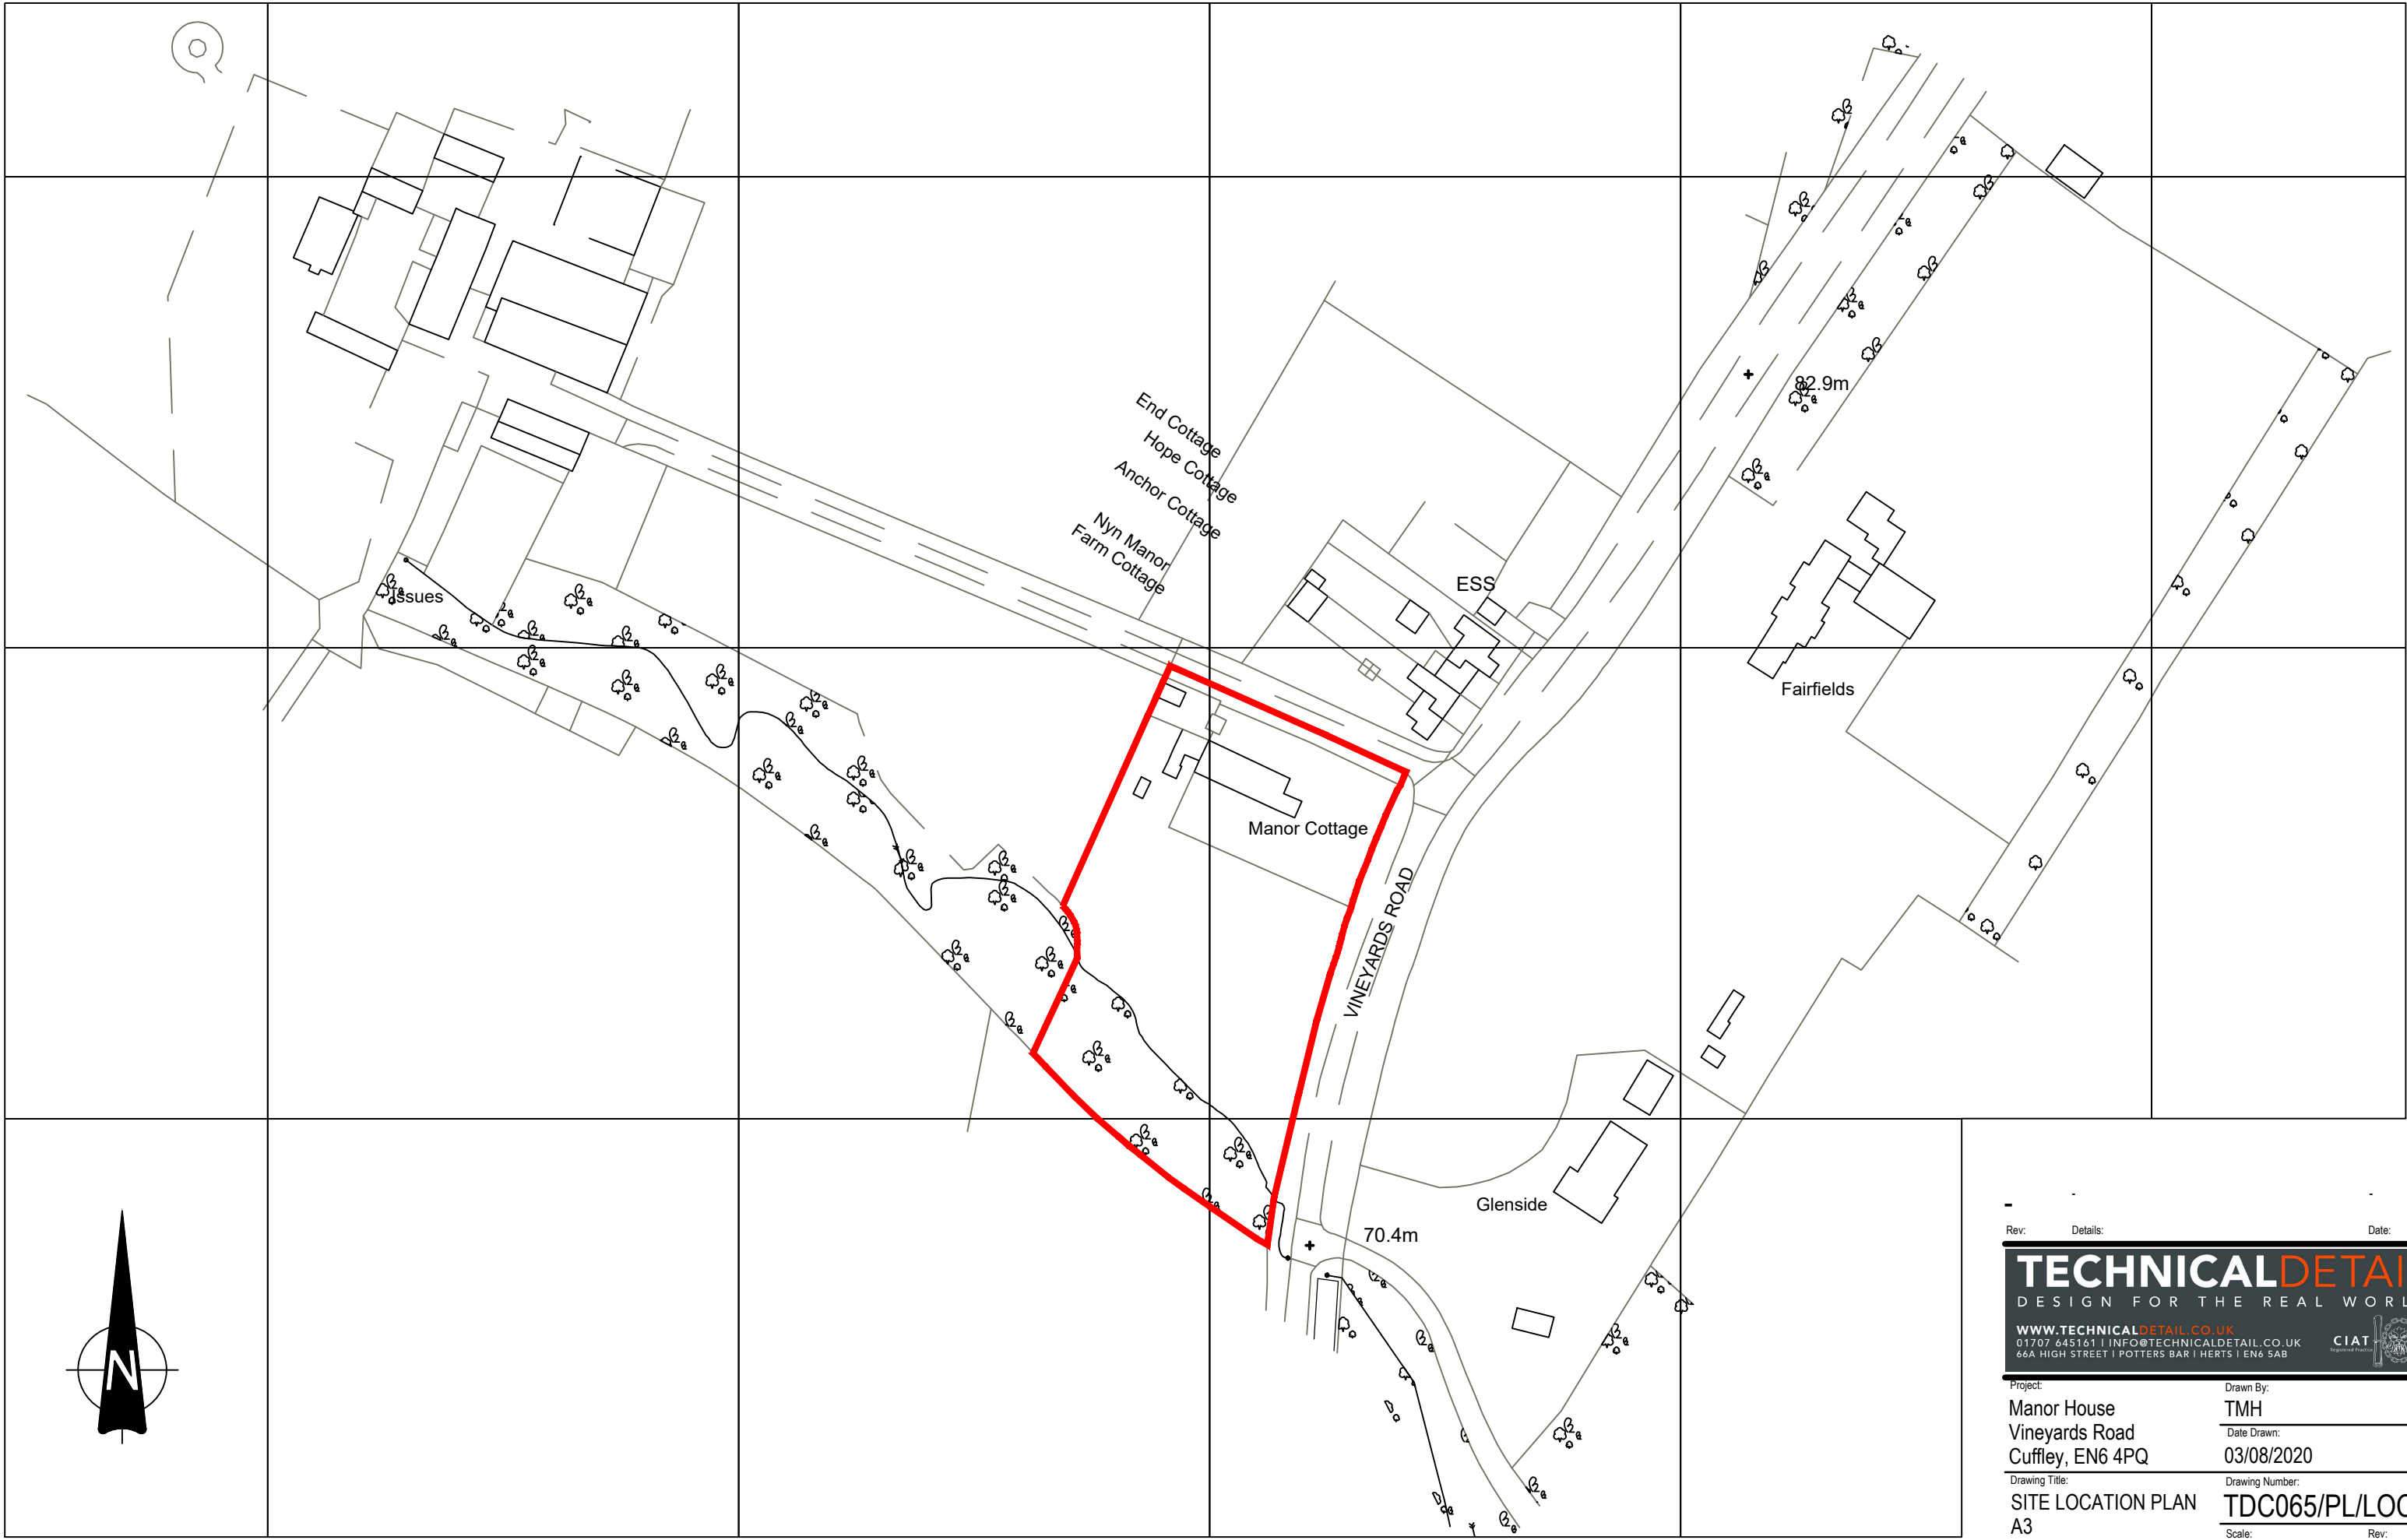 End Cottage
Hope Cottage
Anchor Cottage
Nyn Manor
Farm Cottage
82.9m
ESS
Issues
Fairfields
Manor Cottage
VINEYARDS ROAD
Glenside
70.4m
N
-
- -
Rev: Details: Date:
TECHNICALDETAI
DESIGN FOR THE REAL WORL
WWW.TECHNICALDETAIL.CO.UK
01707 645161 | INFO@TECHNICALDETAIL.CO.UK
66A HIGH STREET | POTTERS BAR | HERTS | EN6 5AB
CIAT
Registered Practice
Project:
Manor House
Vineyards Road
Cuffley, EN6 4PQ
Drawn By:
TMH
Date Drawn:
03/08/2020
Drawing Title:
SITE LOCATION PLAN
A3
Drawing Number:
TDC065/PL/LOC
Scale: Rev: